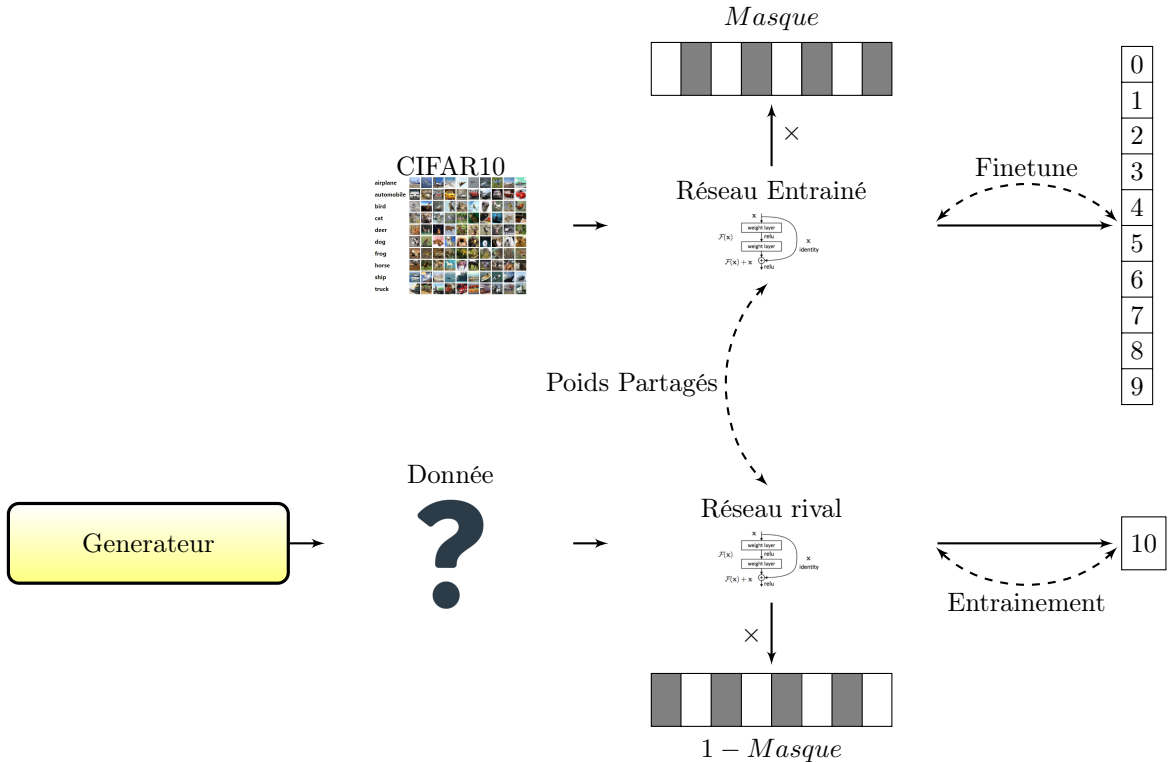 Masque
×
CIFAR10
airplane
automobile
bird
cat
deer
dog
frog
horse
ship
truck
Réseau Entrainé
x
weight layer
F(x)
relu
weight layer
x
identity
F(x) + x
relu
Finetune
0
1
2
3
4
5
6
7
8
9
Poids Partagés
Generateur
Donnée
?
Réseau rival
x
weight layer
F(x)
relu
weight layer
x
identity
F(x) + x
relu
10
Entrainement
×
1 − Masque